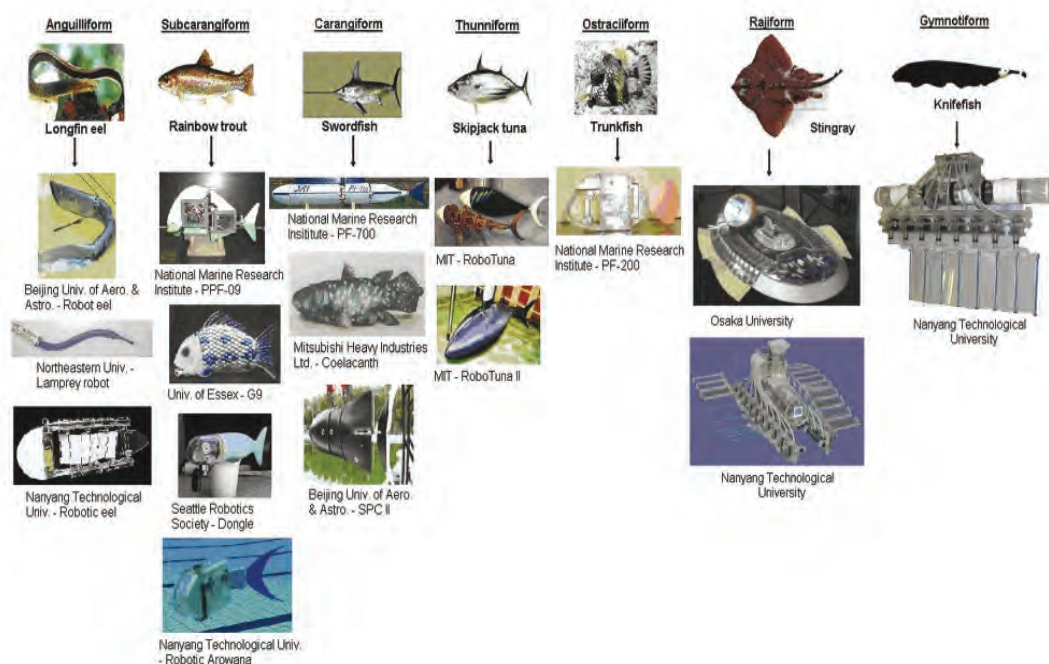 Anguilliform
Longfin eel
Beijing Univ. of Aero. &
Astro. - Robot eel
Northeastern Univ. -
Lamprey robot
Nanyang Technological
Univ. - Robotic eel
Subcarangiform
Rainbow trout
National Marine Research
Institute - PPF-09
Univ. of Essex - G9
Seattle Robotics
Society - Dongle
Nanyang Technological Univ.
- Robotic Arowana
Carangiform
Swordfish
PF-700
National Marine Research
Insititute - PF-700
Mitsubishi Heavy Industries
Ltd. - Coelacanth
Beijing Univ. of Aero.
& Astro. - SPC II
Thunniform
Skipjack tuna
MIT - RoboTuna
MIT - RoboTuna II
Ostraciiform
Trunkfish
National Marine Research
Institute - PF-200
Rajiform
Stingray
Osaka University
Nanyang Technological
University
Gymnotiform
Knifefish
Nanyang Technological
University